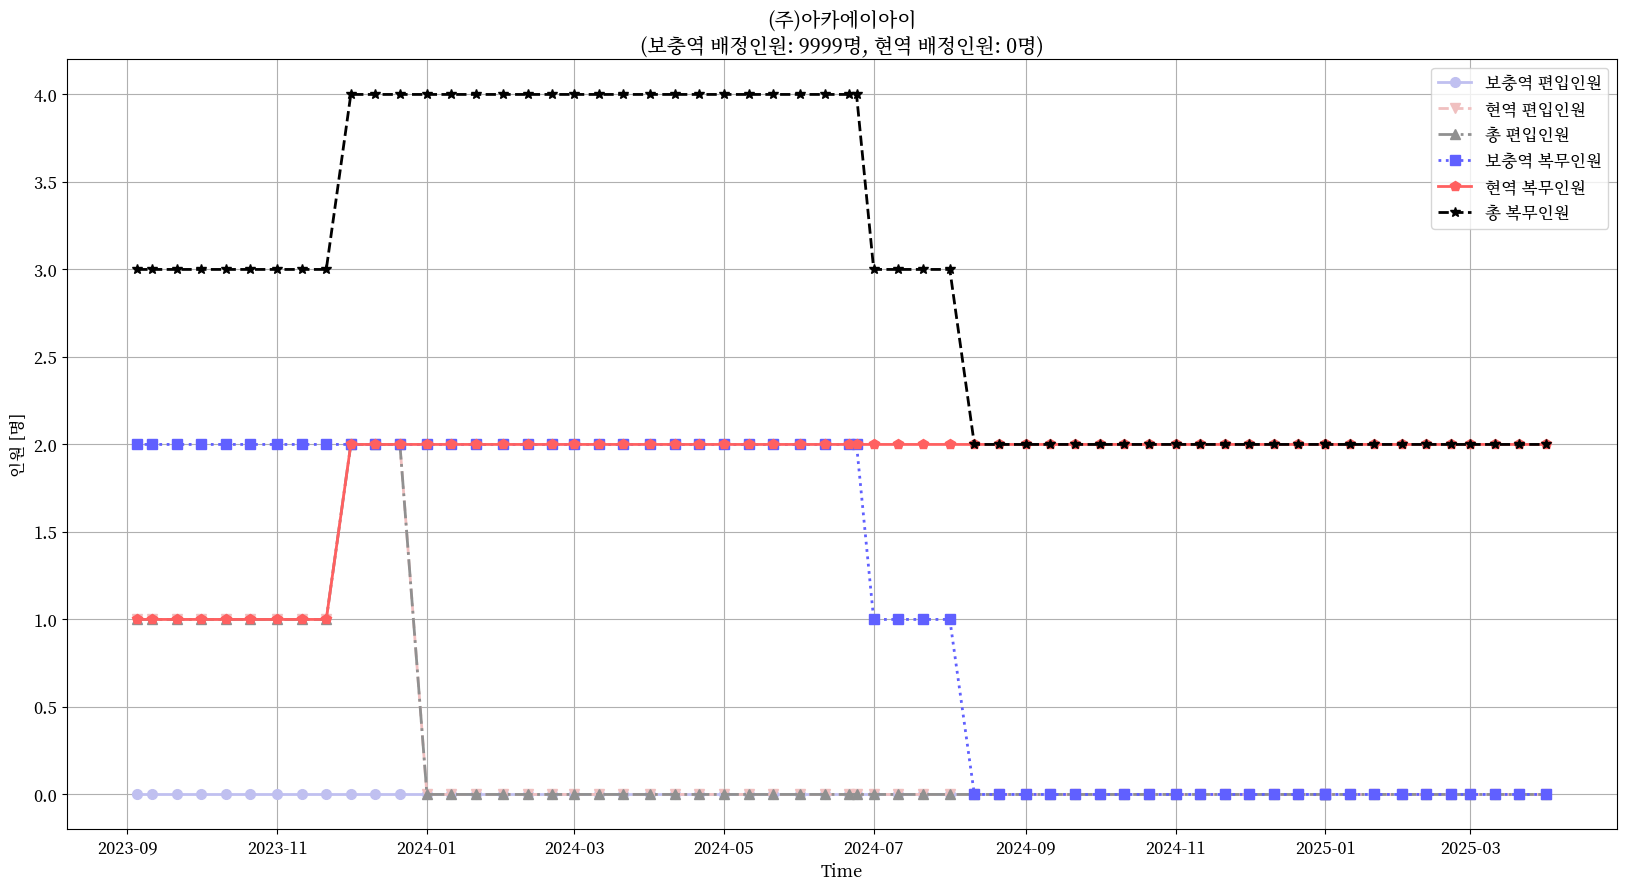 (주)아카에이아이
(보충역 배정인원: 9999명, 현역 배정인원: 0명)
보충역 편입인원
현역 편입인원
총 편입인원
보충역 복무인원
현역 복무인원
총 복무인원
인원 [명]
4.0
3.5
3.0
2.5
2.0
1.5
1.0
0.5
0.0
2023-09 2023-11 2024-01 2024-03 2024-05 2024-07 2024-09 2024-11 2025-01 2025-03
Time